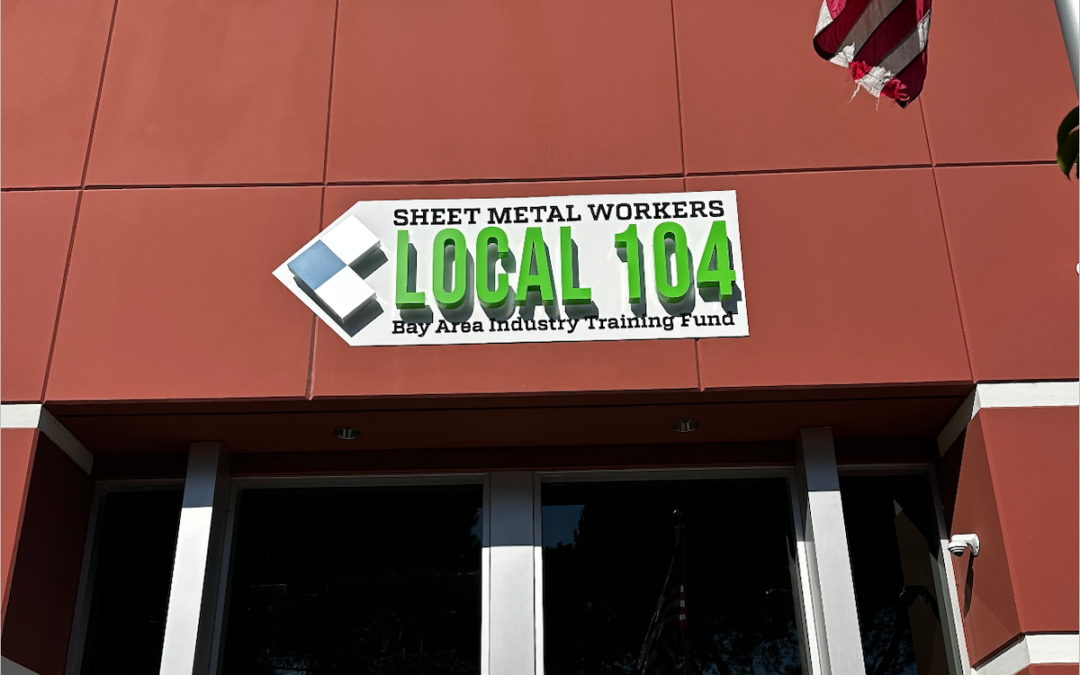 SHEET METAL WORKERS
LOCAL 104
Bay Area Industry Training Fund